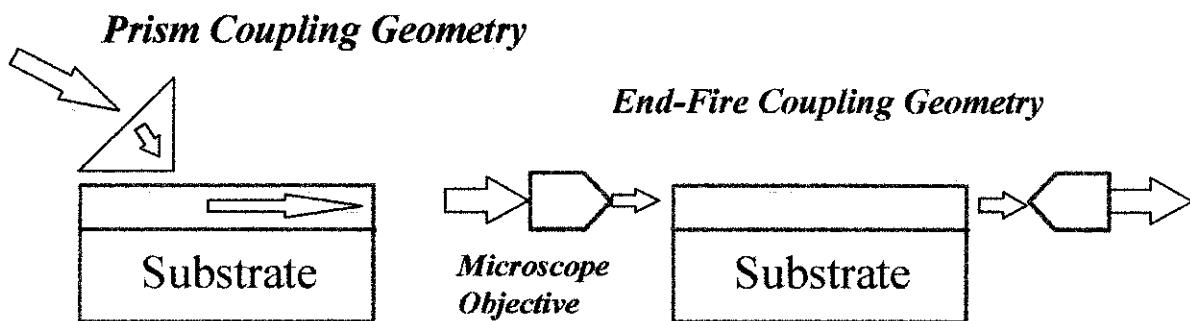 Prism Coupling Geometry
End-Fire Coupling Geometry
Substrate
Microscope
Objective
Substrate